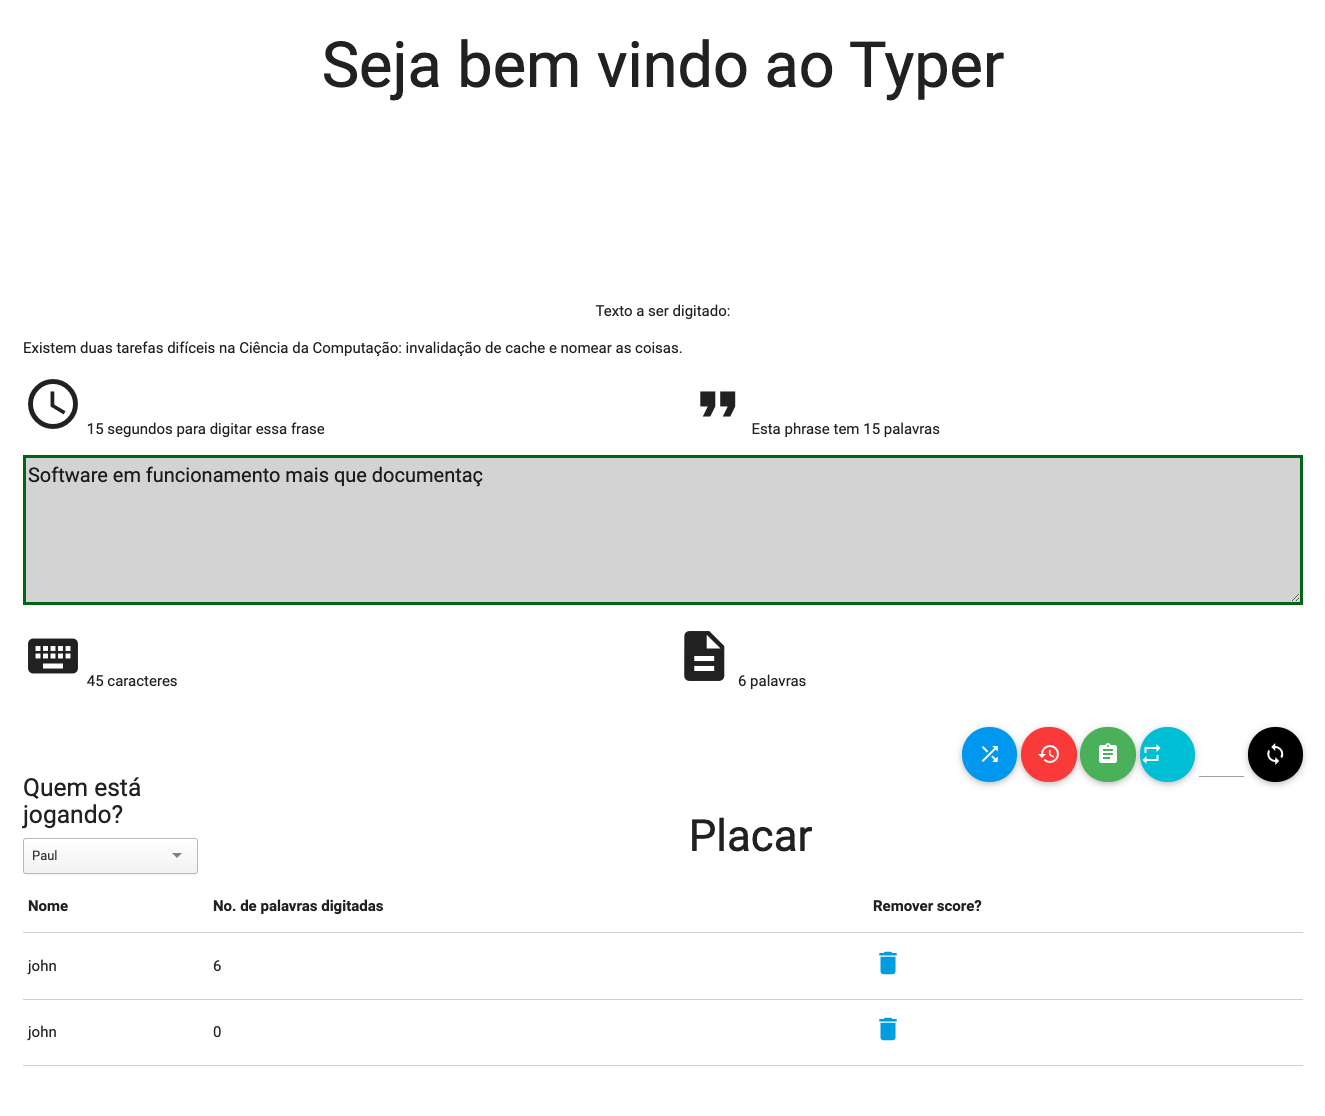 Seja bem vindo ao Typer
Texto a ser digitado:
Existem duas tarefas difíceis na Ciência da Computação: invalidação de cache e nomear as coisas.
15 segundos para digitar essa frase
Esta phrase tem 15 palavras
Software em funcionamento mais que documentaç
45 caracteres
6 palavras
Quem está
jogando?
Paul
Placar
Nome No. de palavras digitadas Remover score?
john 6
john 0